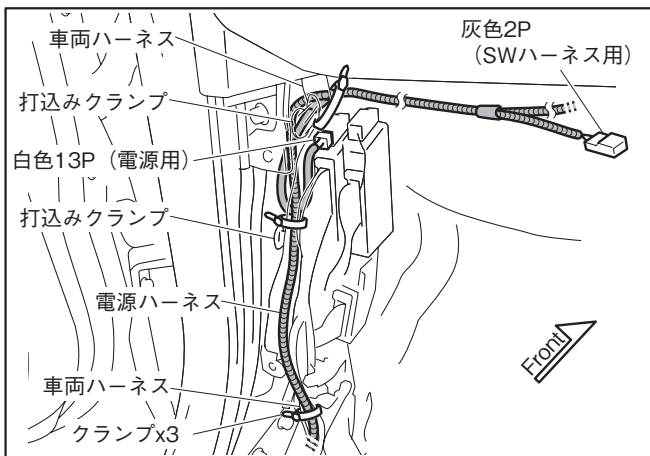 車両ハーネス
灰色2P
（SWハーネス用）
打込みクランプ
白色13P（電源用）
打込みクランプ
電源ハーネス
Front
車両ハーネス
クランプx3